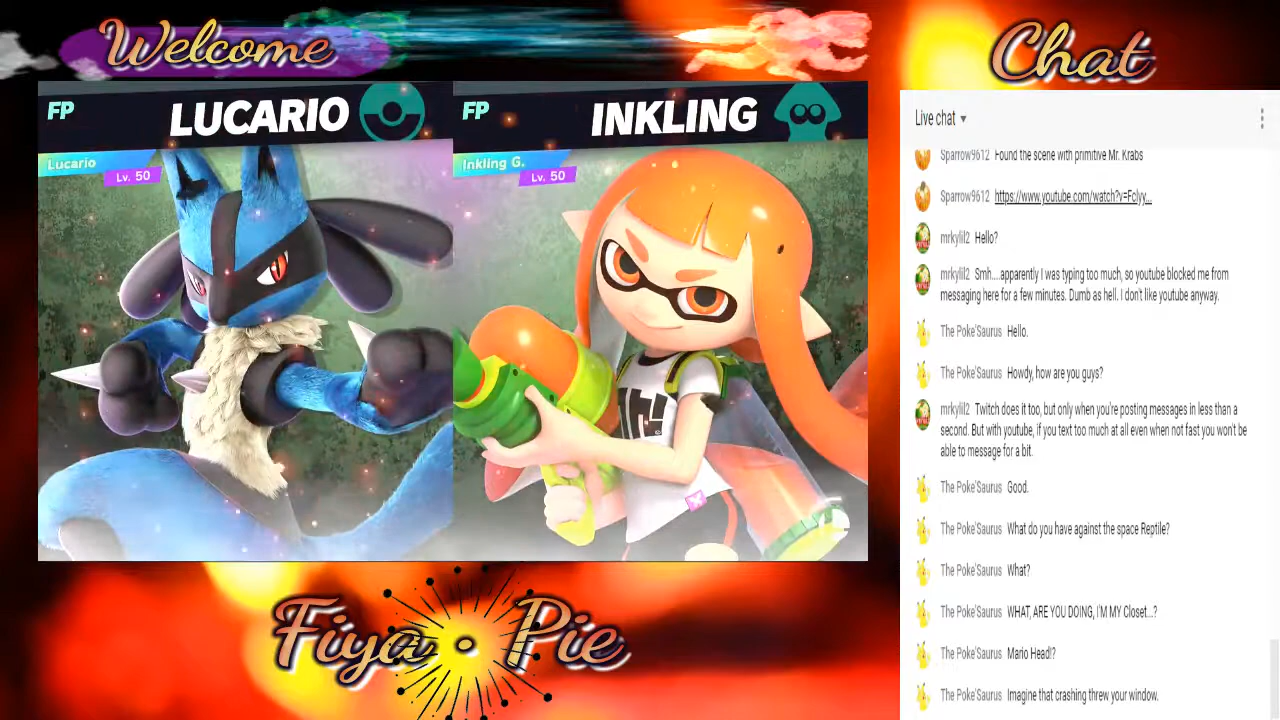 Welcome
Chat
FP
LUCARIO
FP
INKLING
Lucario
Lv. 50
Inkling G.
Lv. 50
Fiya • Pie
Live chat
Sparrow9612 Found the scene with primitive Mr. Krabs
Sparrow9612 https://www.youtube.com/watch?v=Fclyy...
mrkylil2 Hello?
mrkylil2 Smh....apparently I was typing too much, so youtube blocked me from
messaging here for a few minutes. Dumb as hell. I don't like youtube anyway.
The Poke'Saurus Hello.
The Poke'Saurus Howdy, how are you guys?
mrkylil2 Twitch does it too, but only when you're posting messages in less than a
second. But with youtube, if you text too much at all even when not fast you won't be
able to message for a bit.
The Poke'Saurus Good.
The Poke'Saurus What do you have against the space Reptile?
The Poke'Saurus What?
The Poke'Saurus WHAT, ARE YOU DOING, I'M MY Closet...?
The Poke'Saurus Mario Head!?
The Poke'Saurus Imagine that crashing threw your window.